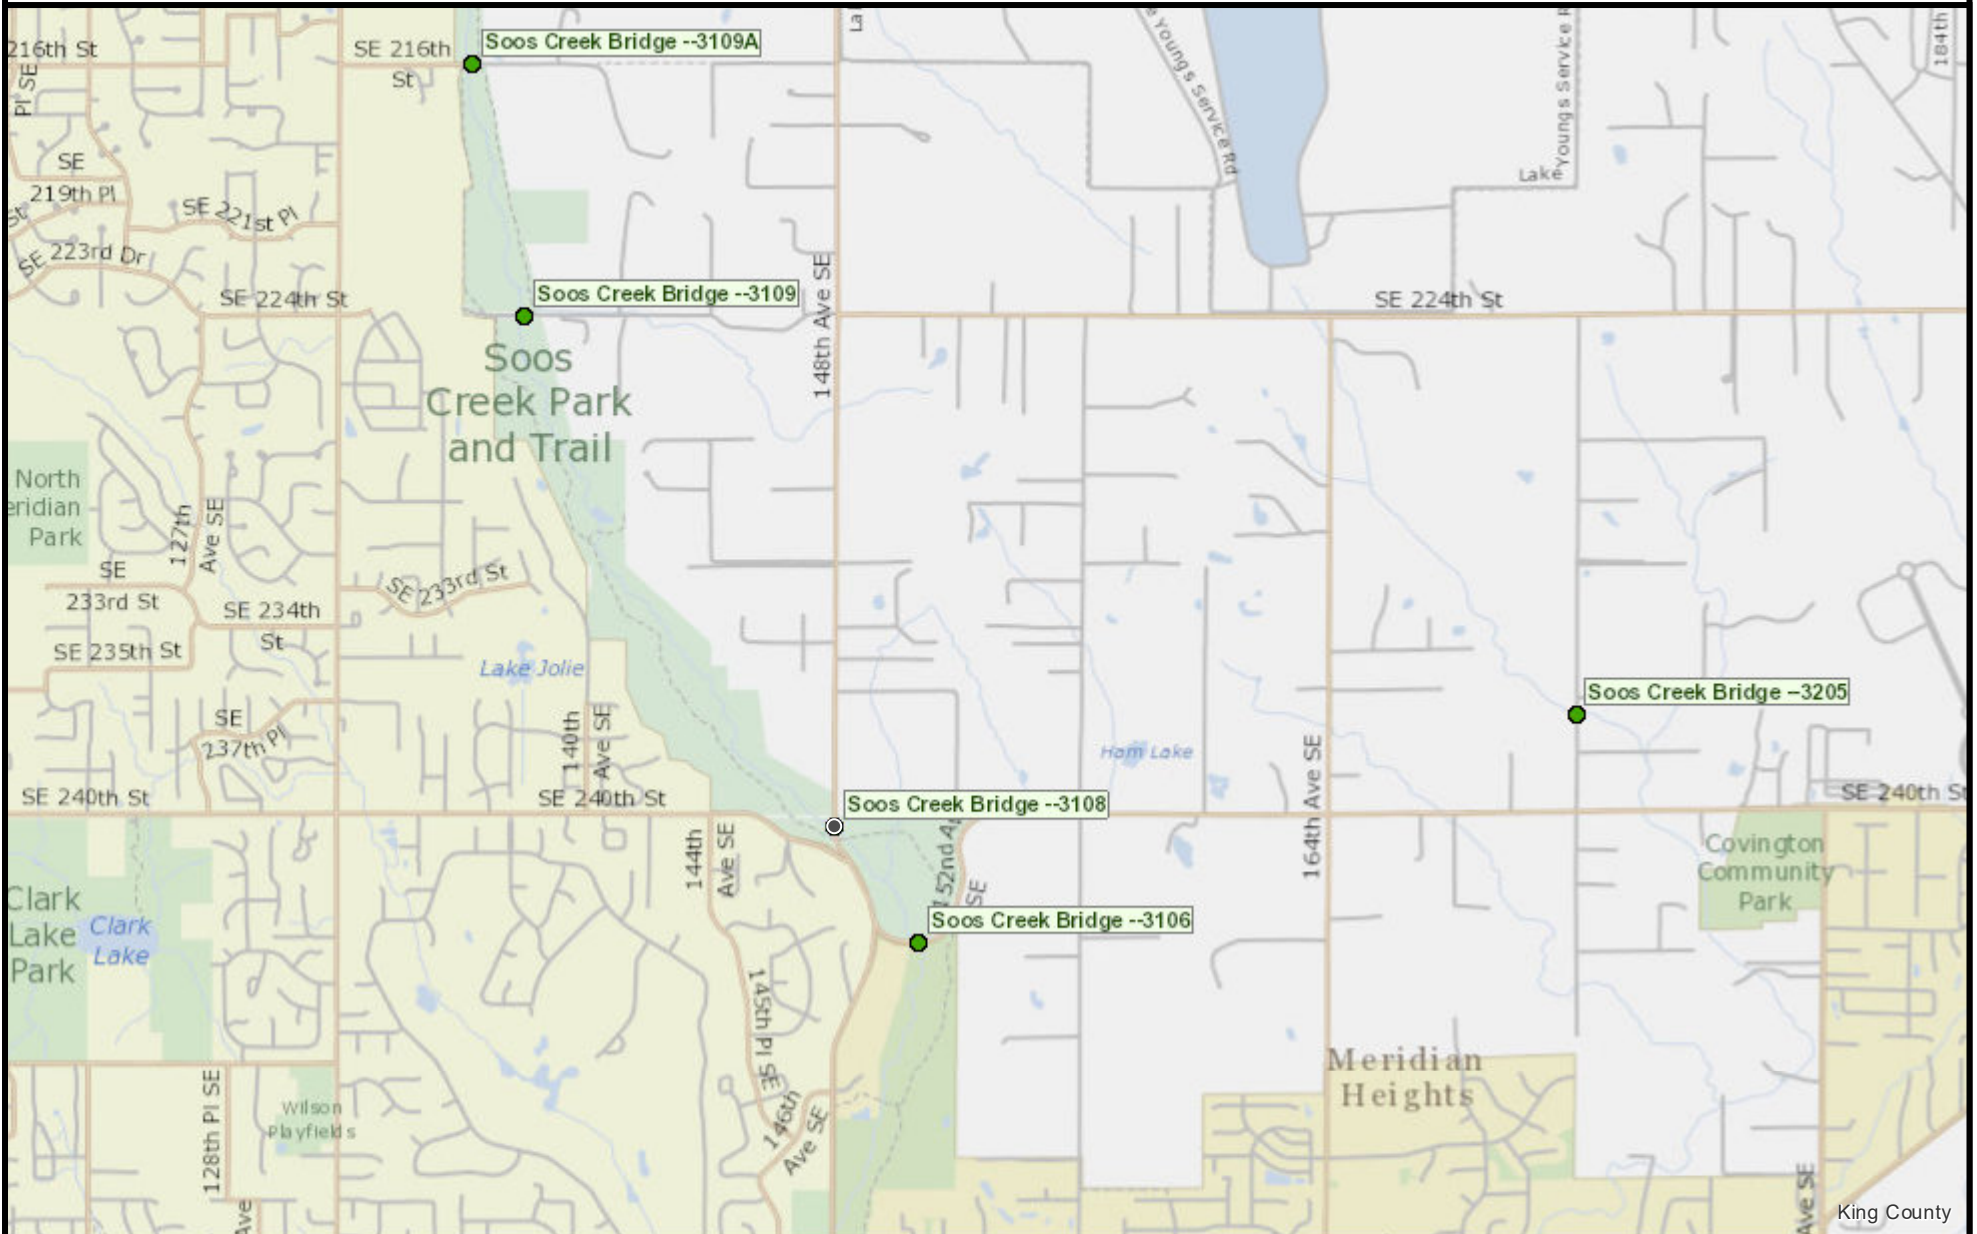 216th St
Pl SE
SE 216th
St
Soos Creek Bridge --3109A
Youngs Service Rd
Youngs Service R
184th
SE
219th Pl
St
SE 221st Pl
SE 223rd Dr
Lake
SE 224th St
Soos Creek Bridge --3109
148th Ave SE
SE 224th St
Soos
Creek Park
and Trail
North
eridian
Park
127th
Ave SE
SE
233rd St
SE 233rd St
SE 234th
St
SE 235th St
Lake Jolie
SE
237th Pl
140th
Ave SE
Ham Lake
164th Ave SE
Soos Creek Bridge --3205
SE 240th St
SE 240th St
Soos Creek Bridge --3108
SE 240th St
144th
Ave SE
152nd A
SE
Covington
Community
Park
Clark
Lake
Park
Clark
Lake
Soos Creek Bridge --3106
145th Pl SE
146th
Ave SE
128th Pl SE
Wilson
Playfields
Meridian
Heights
Ave
Ave SE
King County